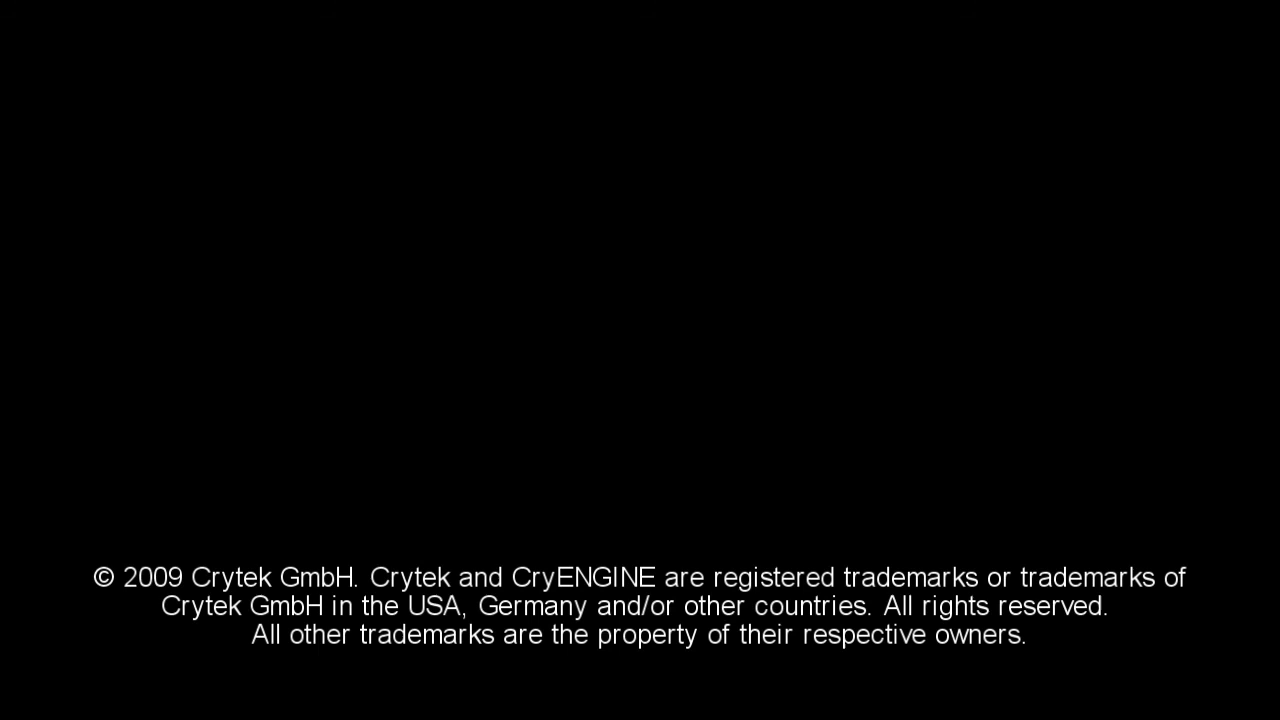 © 2009 Crytek GmbH. Crytek and CryENGINE are registered trademarks or trademarks of
Crytek GmbH in the USA, Germany and/or other countries. All rights reserved.
All other trademarks are the property of their respective owners.